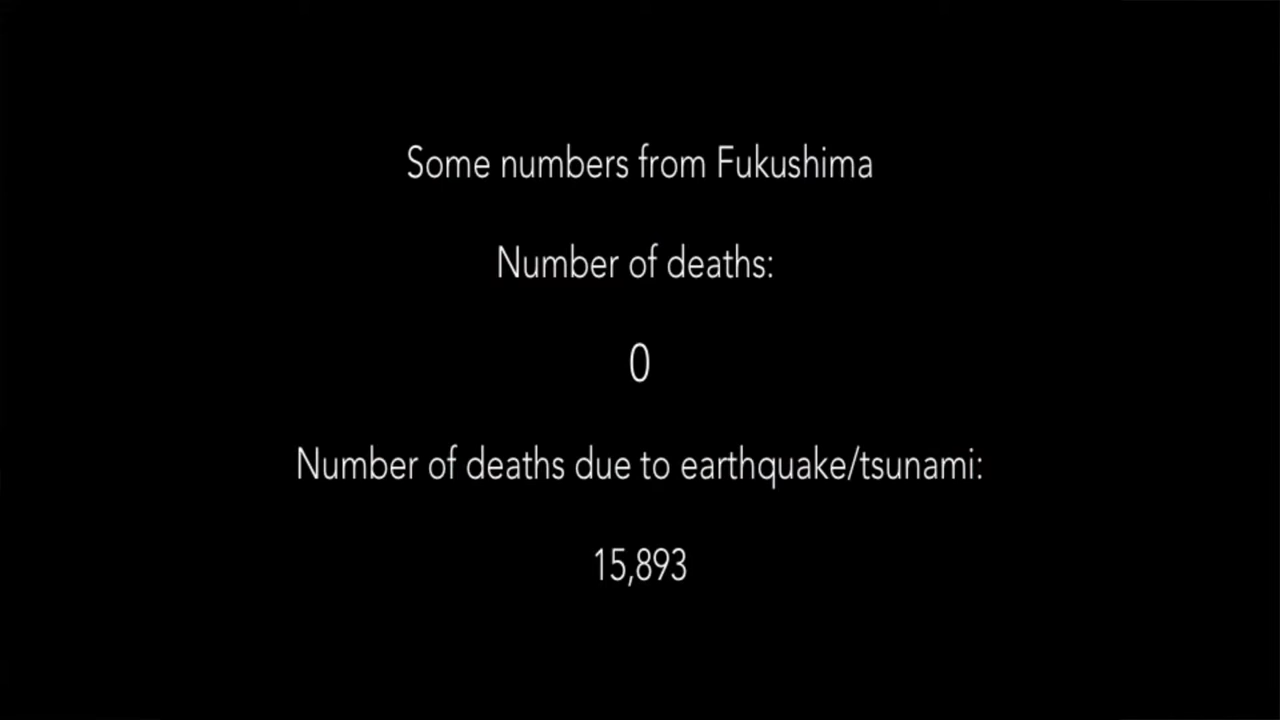 Some numbers from Fukushima
Number of deaths:
0
Number of deaths due to earthquake/tsunami:
15,893